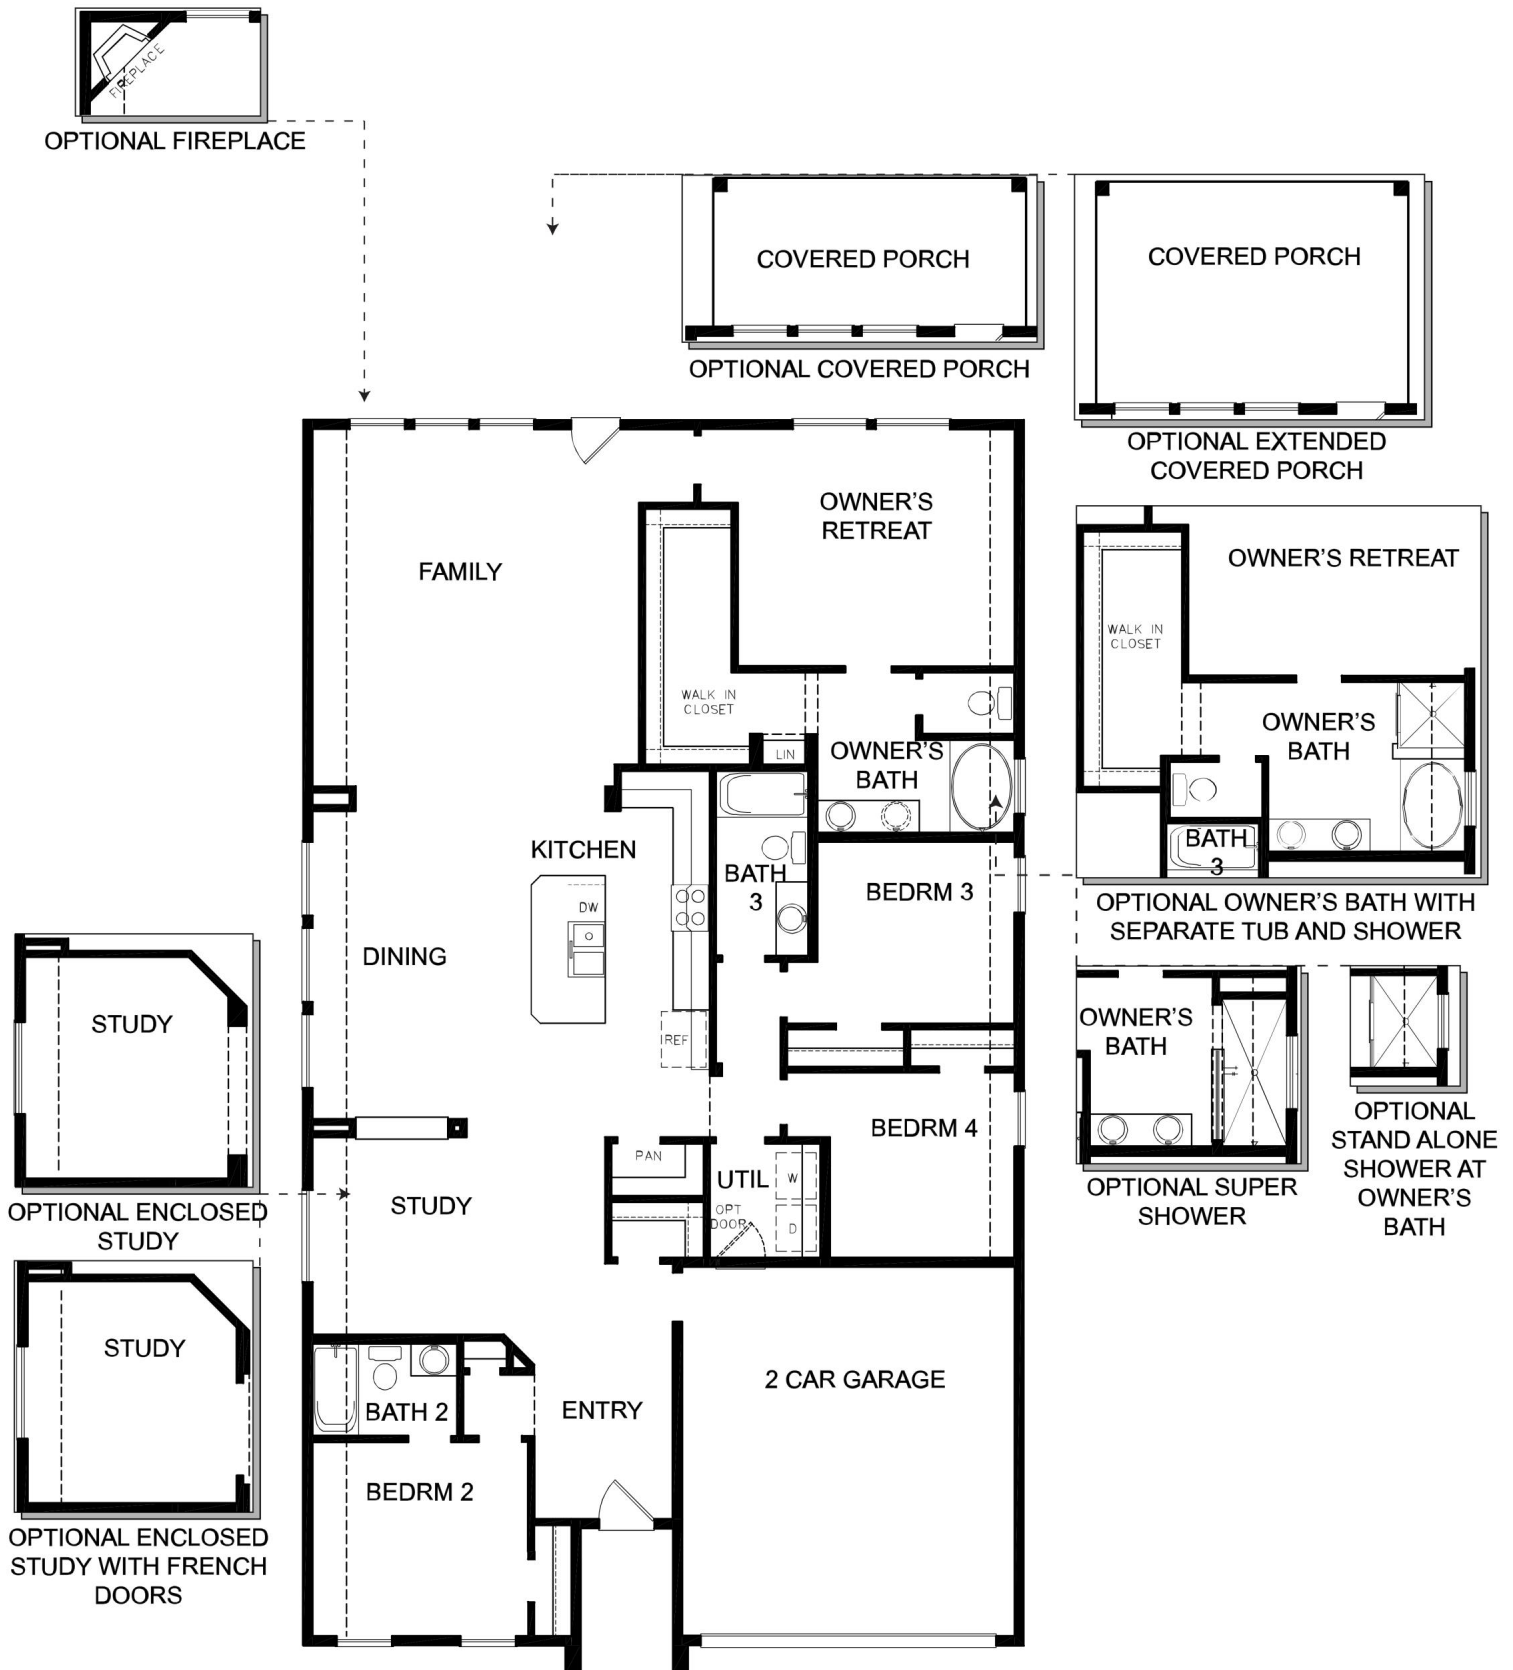 FIREPLACE
OPTIONAL FIREPLACE
COVERED PORCH
OPTIONAL COVERED PORCH
COVERED PORCH
OPTIONAL EXTENDED
COVERED PORCH
FAMILY
OWNER'S
RETREAT
WALK IN
CLOSET
LIN
OWNER'S
BATH
OWNER'S RETREAT
WALK IN
CLOSET
OWNER'S
BATH
BATH
3
OPTIONAL OWNER'S BATH WITH
SEPARATE TUB AND SHOWER
KITCHEN
DW
REF
BATH
3
BEDRM 3
DINING
STUDY
OPTIONAL ENCLOSED
STUDY
OWNER'S
BATH
OPTIONAL SUPER
SHOWER
OPTIONAL
STAND ALONE
SHOWER AT
OWNER'S
BATH
BEDRM 4
PAN
UTIL
W
D
OPT
DOOR
STUDY
STUDY
OPTIONAL ENCLOSED
STUDY WITH FRENCH
DOORS
BATH 2
ENTRY
2 CAR GARAGE
BEDRM 2